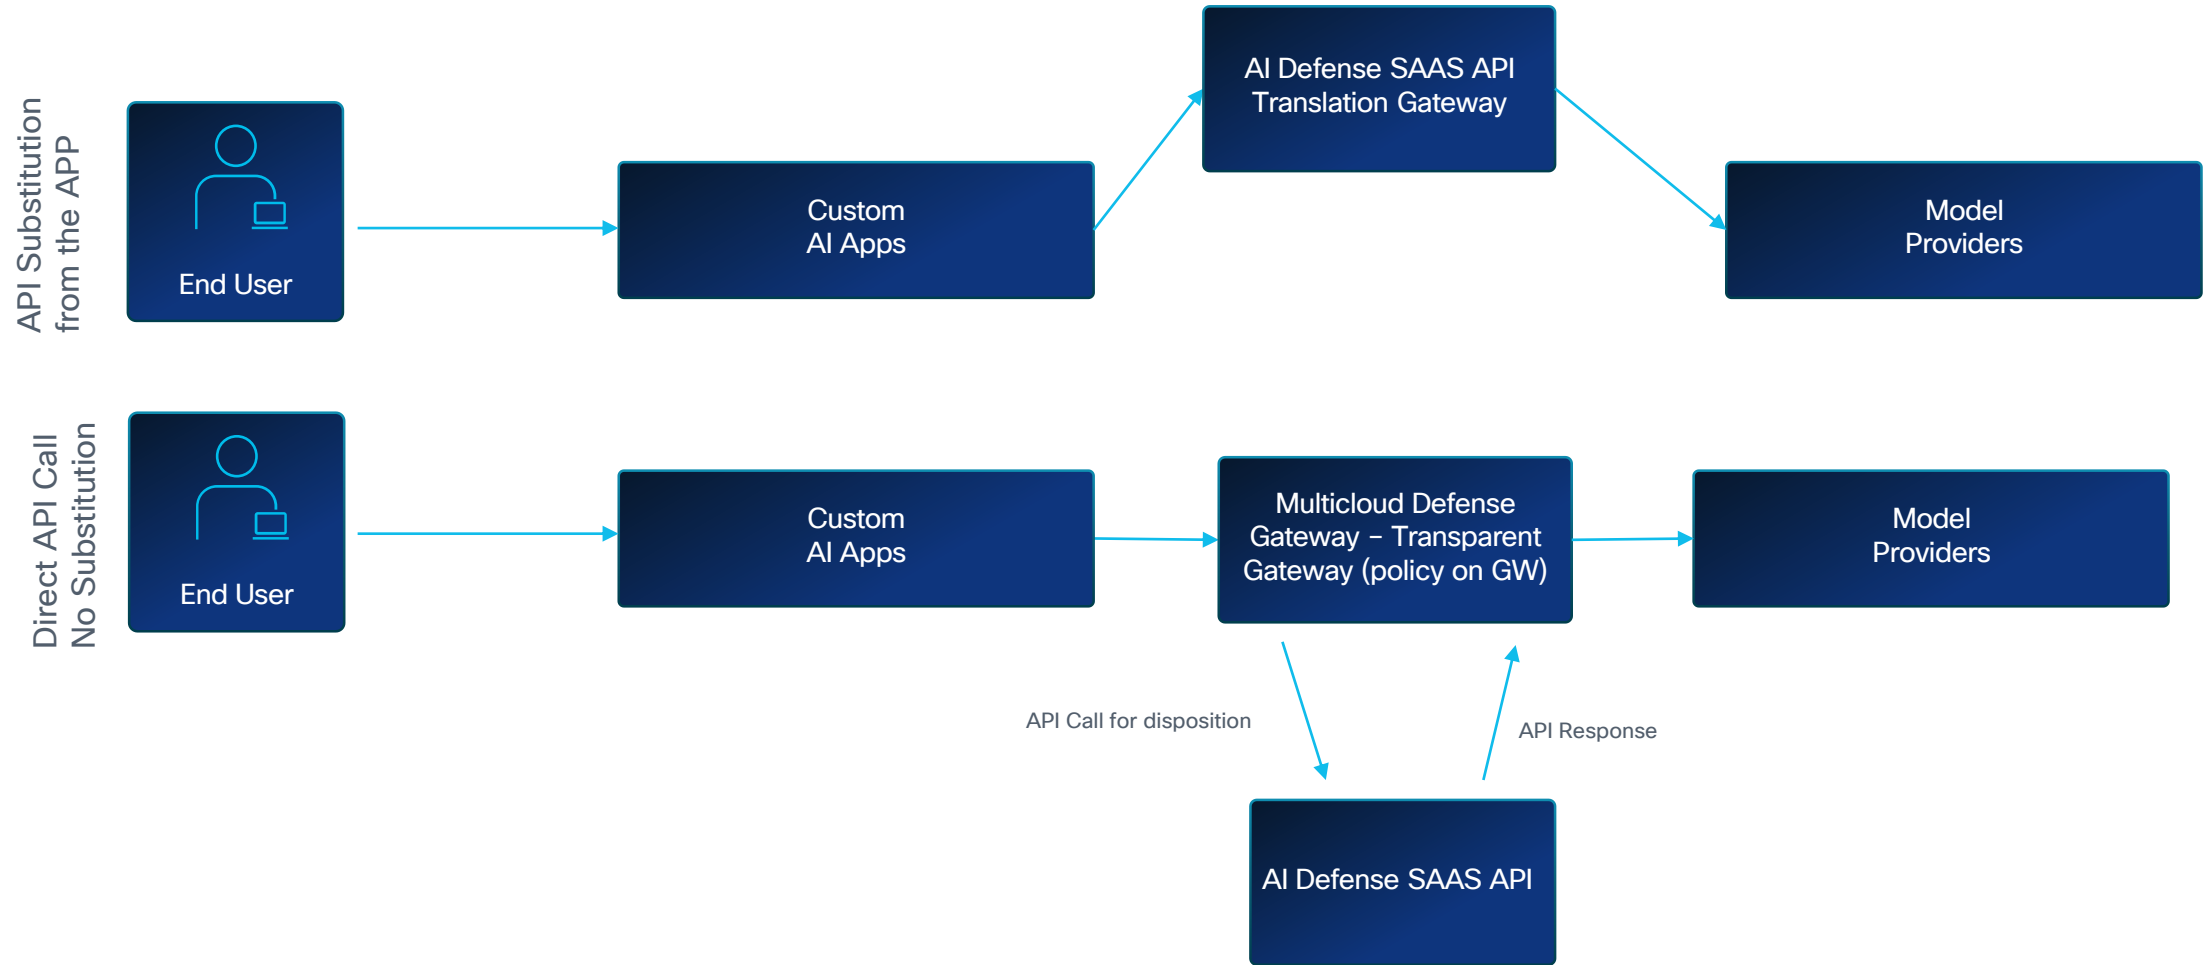 API Substitution
from the APP
End User
Custom
AI Apps
AI Defense SAAS API
Translation Gateway
Model
Providers
Direct API Call
No Substitution
End User
Custom
AI Apps
Multicloud Defense
Gateway – Transparent
Gateway (policy on GW)
Model
Providers
API Call for disposition
API Response
AI Defense SAAS API